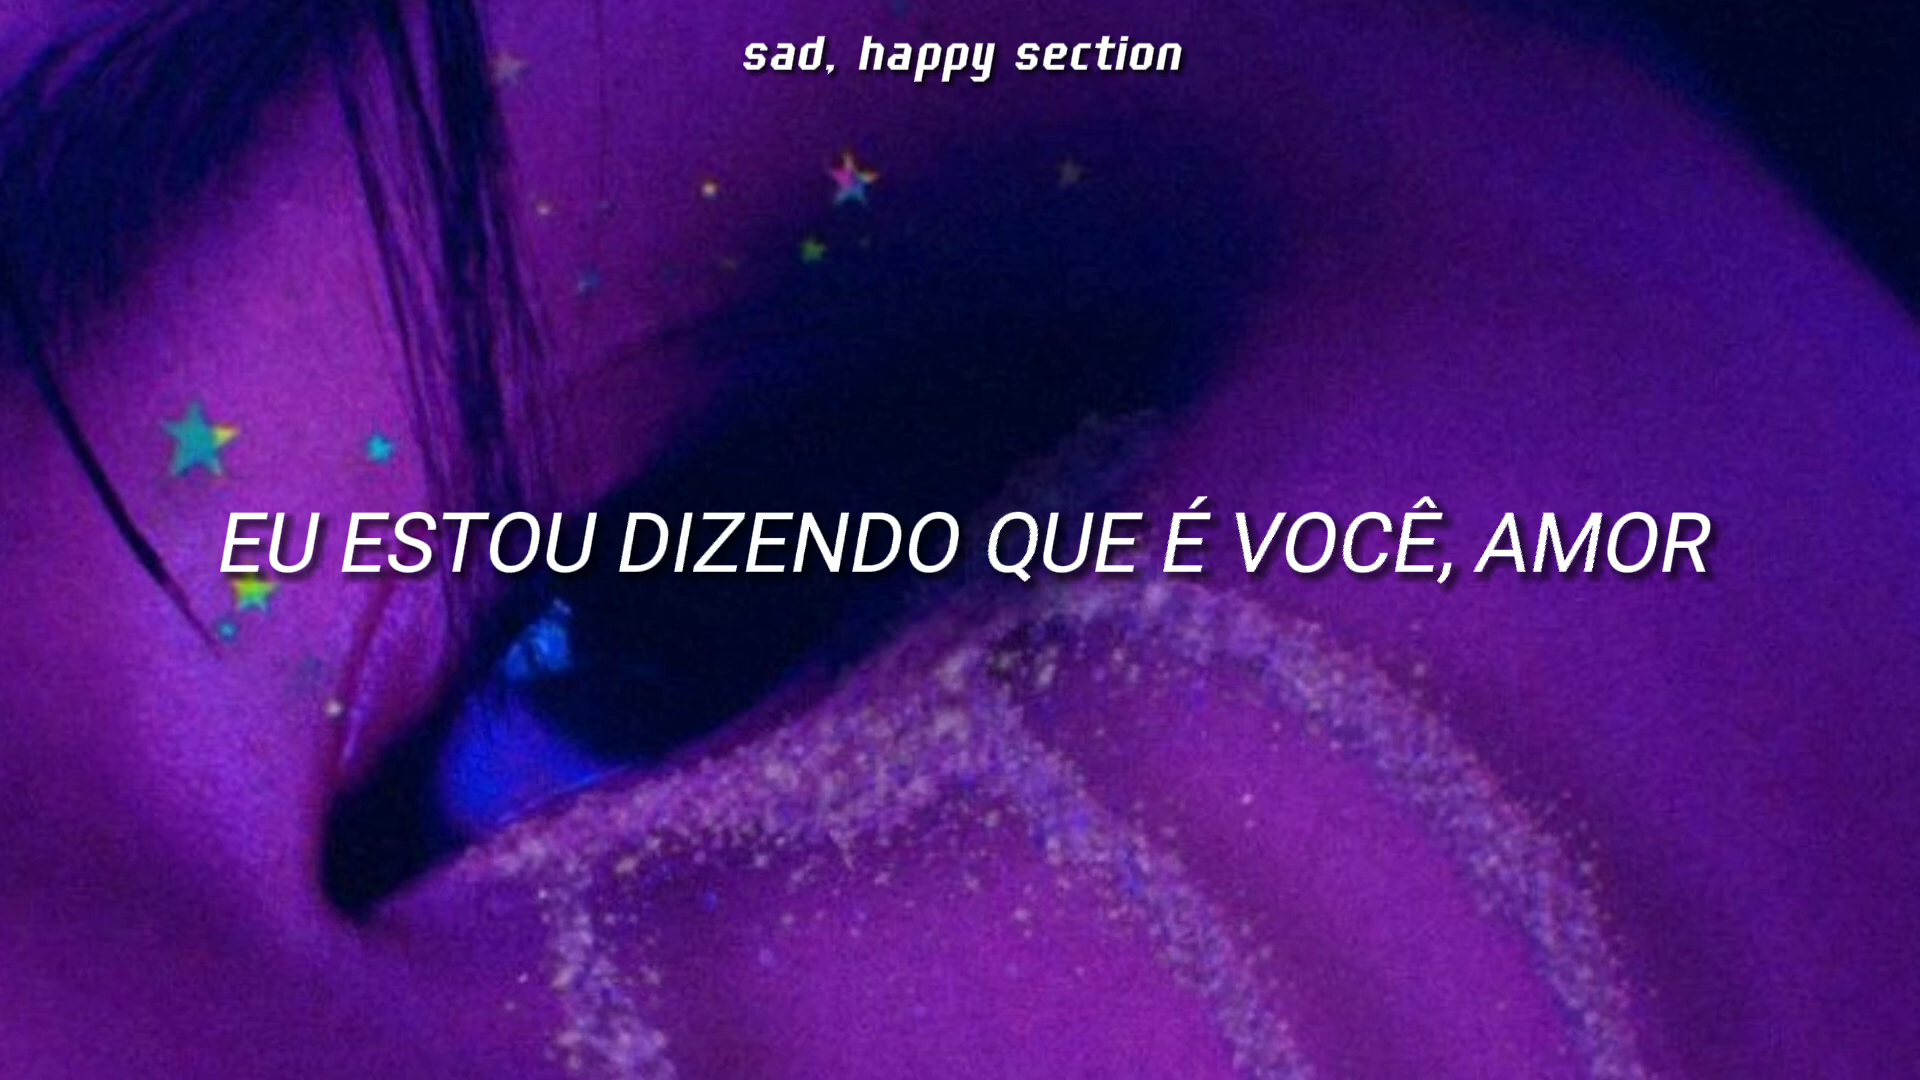 sad, happy section
EU ESTOU DIZENDO QUE É VOCÊ, AMOR